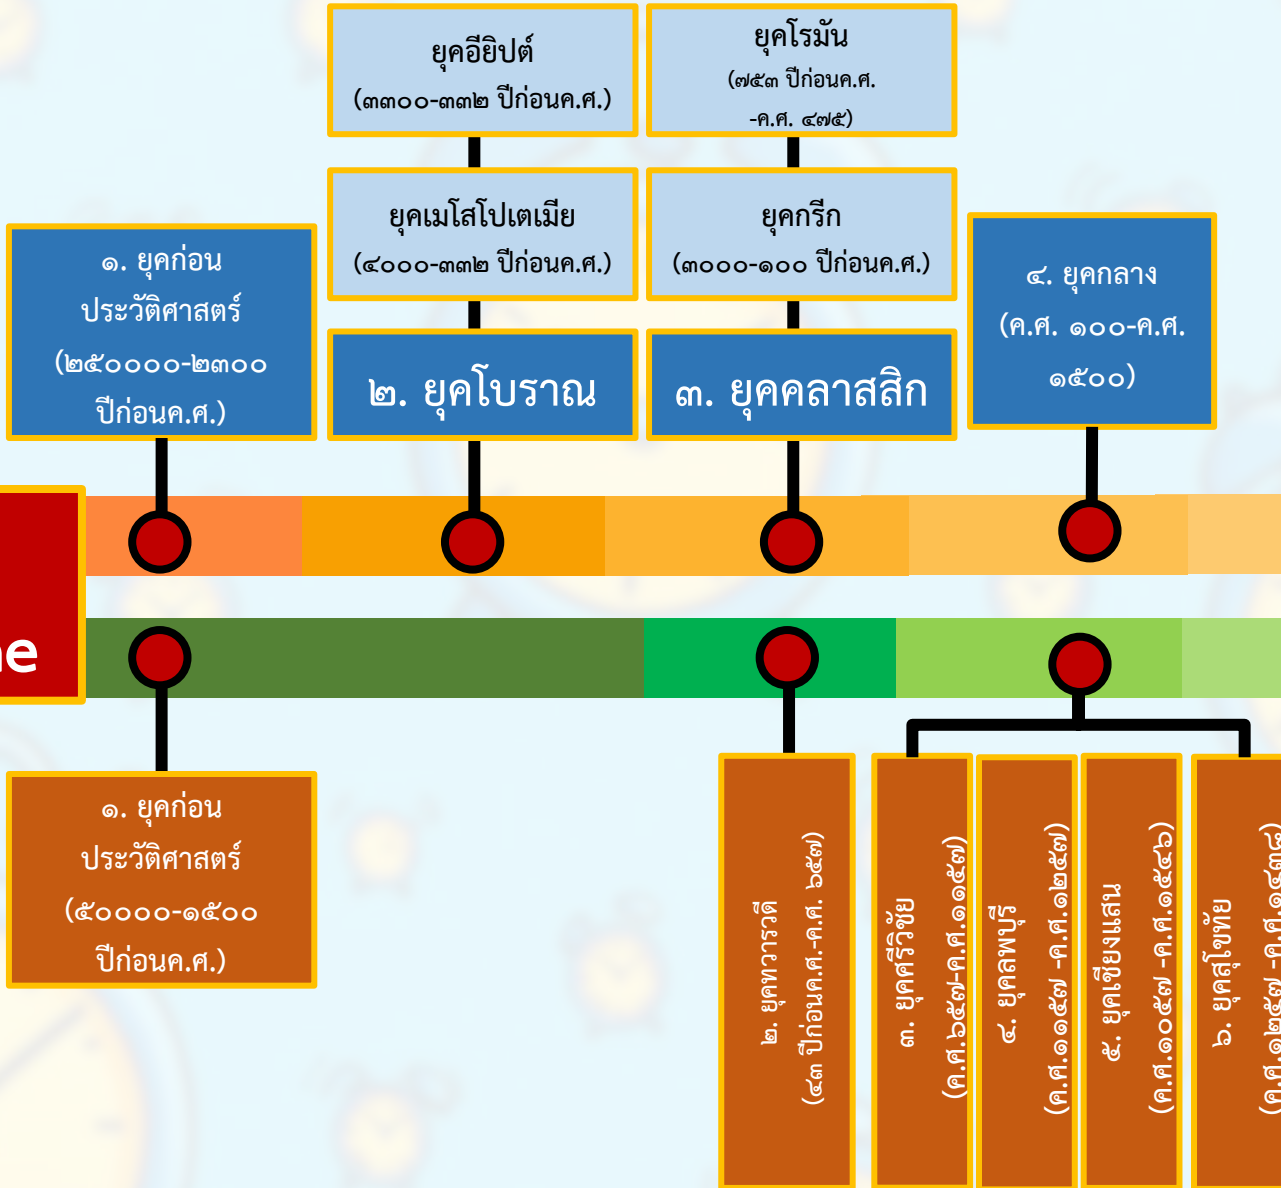 ยุคอียิปต์
(๓๓๐๐-๓๓๒ ปีก่อนค.ศ.)
ยุคโรมัน
(๗๕๓ ปีก่อนค.ศ.
-ค.ศ. ๔๗๕)
ยุคเมโสโปเตเมีย
(๔๐๐๐-๓๓๒ ปีก่อนค.ศ.)
ยุคกรีก
(๓๐๐๐-๑๐๐ ปีก่อนค.ศ.)
๑. ยุคก่อน
ประวัติศาสตร์
(๒๕๐๐๐๐-๒๓๐๐
ปีก่อนค.ศ.)
๒. ยุคโบราณ
๓. ยุคคลาสสิก
๔. ยุคกลาง
(ค.ศ. ๑๐๐-ค.ศ.
๑๕๐๐)
๑. ยุคก่อน
ประวัติศาสตร์
(๕๐๐๐๐-๑๕๐๐
ปีก่อนค.ศ.)
๒. ยุคทวารวดี
(๔๓ ปีก่อนค.ศ.-ค.ศ. ๖๕๗)
๓. ยุคศรีวิชัย
(ค.ศ.๖๕๗-ค.ศ.๑๑๕๗)
๔. ยุคลพบุรี
(ค.ศ.๑๑๕๗ -ค.ศ.๑๒๕๗)
๕. ยุคเชียงแสน
(ค.ศ.๑๐๕๗ -ค.ศ.๑๕๔๖)
๖. ยุคสุโขทัย
(ค.ศ.๑๒๕๗ -ค.ศ.๑๔๓๘)